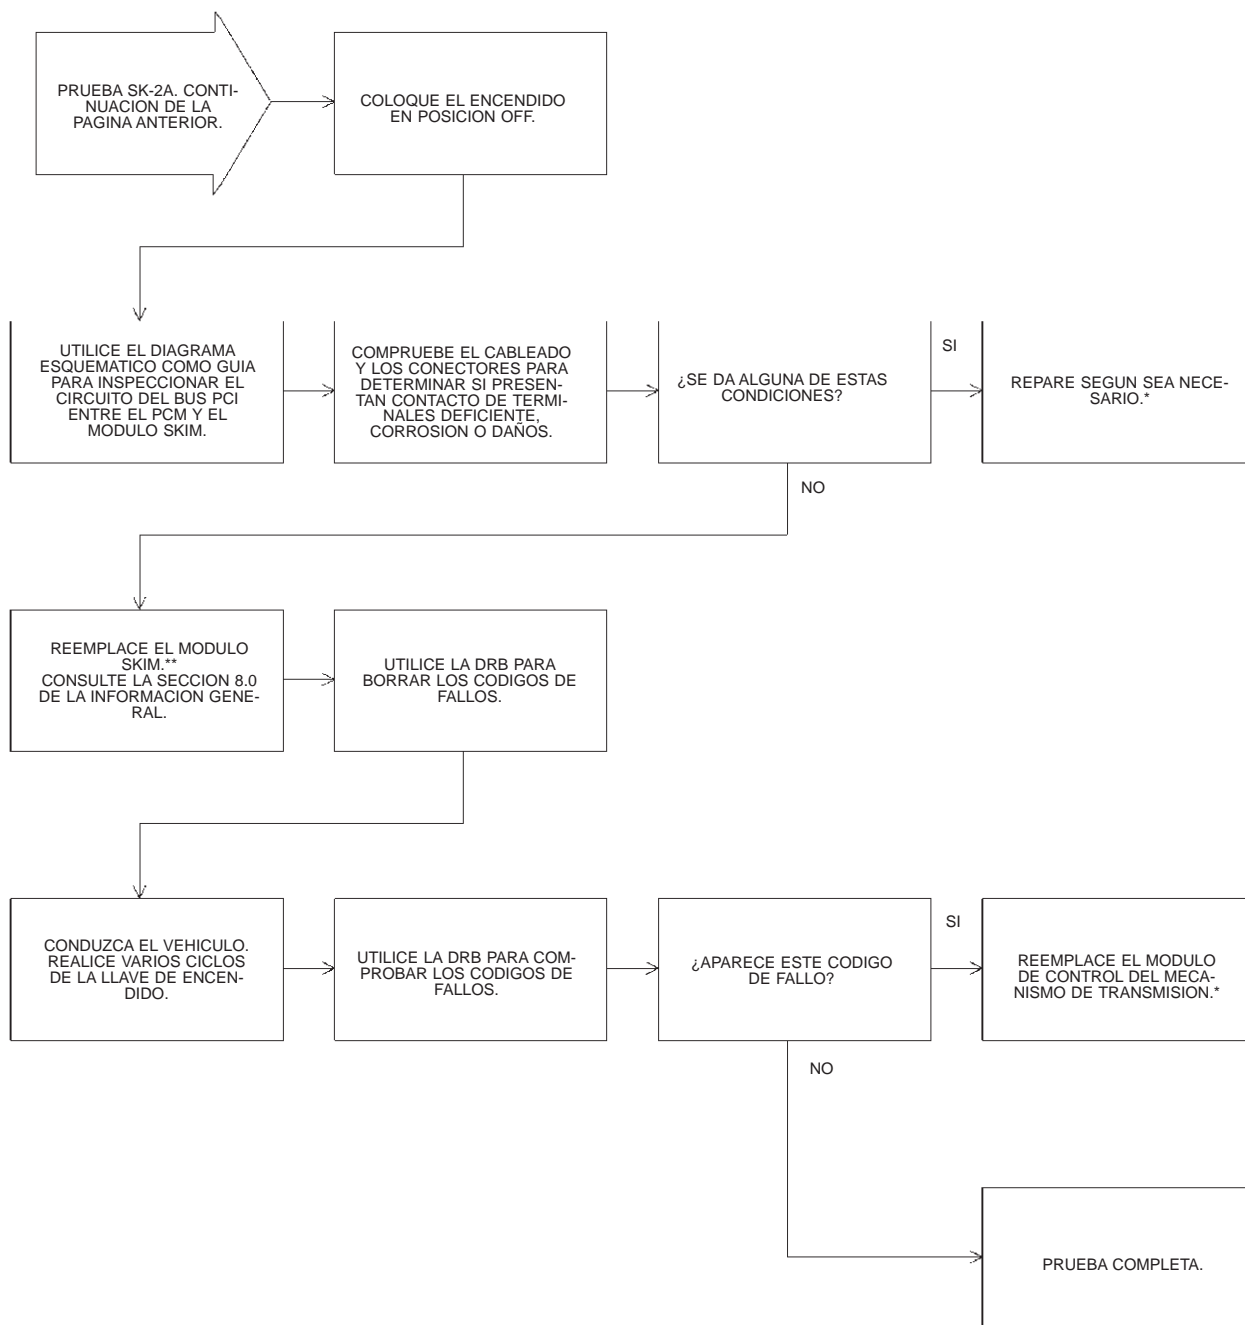 PRUEBA SK-2A. CONTI-
NUACION DE LA
PAGINA ANTERIOR.
COLOQUE EL ENCENDIDO
EN POSICION OFF.
UTILICE EL DIAGRAMA
ESQUEMATICO COMO GUIA
PARA INSPECCIONAR EL
CIRCUITO DEL BUS PCI
ENTRE EL PCM Y EL
MODULO SKIM.
COMPRUEBE EL CABLEADO
Y LOS CONECTORES PARA
DETERMINAR SI PRESEN-
TAN CONTACTO DE TERMI-
NALES DEFICIENTE,
CORROSION O DAÑOS.
¿SE DA ALGUNA DE ESTAS
CONDICIONES?
SI
REPARE SEGUN SEA NECE-
SARIO.*
NO
REEMPLACE EL MODULO
SKIM.**
CONSULTE LA SECCION 8.0
DE LA INFORMACION GENE-
RAL.
UTILICE LA DRB PARA
BORRAR LOS CODIGOS DE
FALLOS.
CONDUZCA EL VEHICULO.
REALICE VARIOS CICLOS
DE LA LLAVE DE ENCEN-
DIDO.
UTILICE LA DRB PARA COM-
PROBAR LOS CODIGOS DE
FALLOS.
¿APARECE ESTE CODIGO
DE FALLO?
SI
REEMPLACE EL MODULO
DE CONTROL DEL MECA-
NISMO DE TRANSMISION.*
NO
PRUEBA COMPLETA.